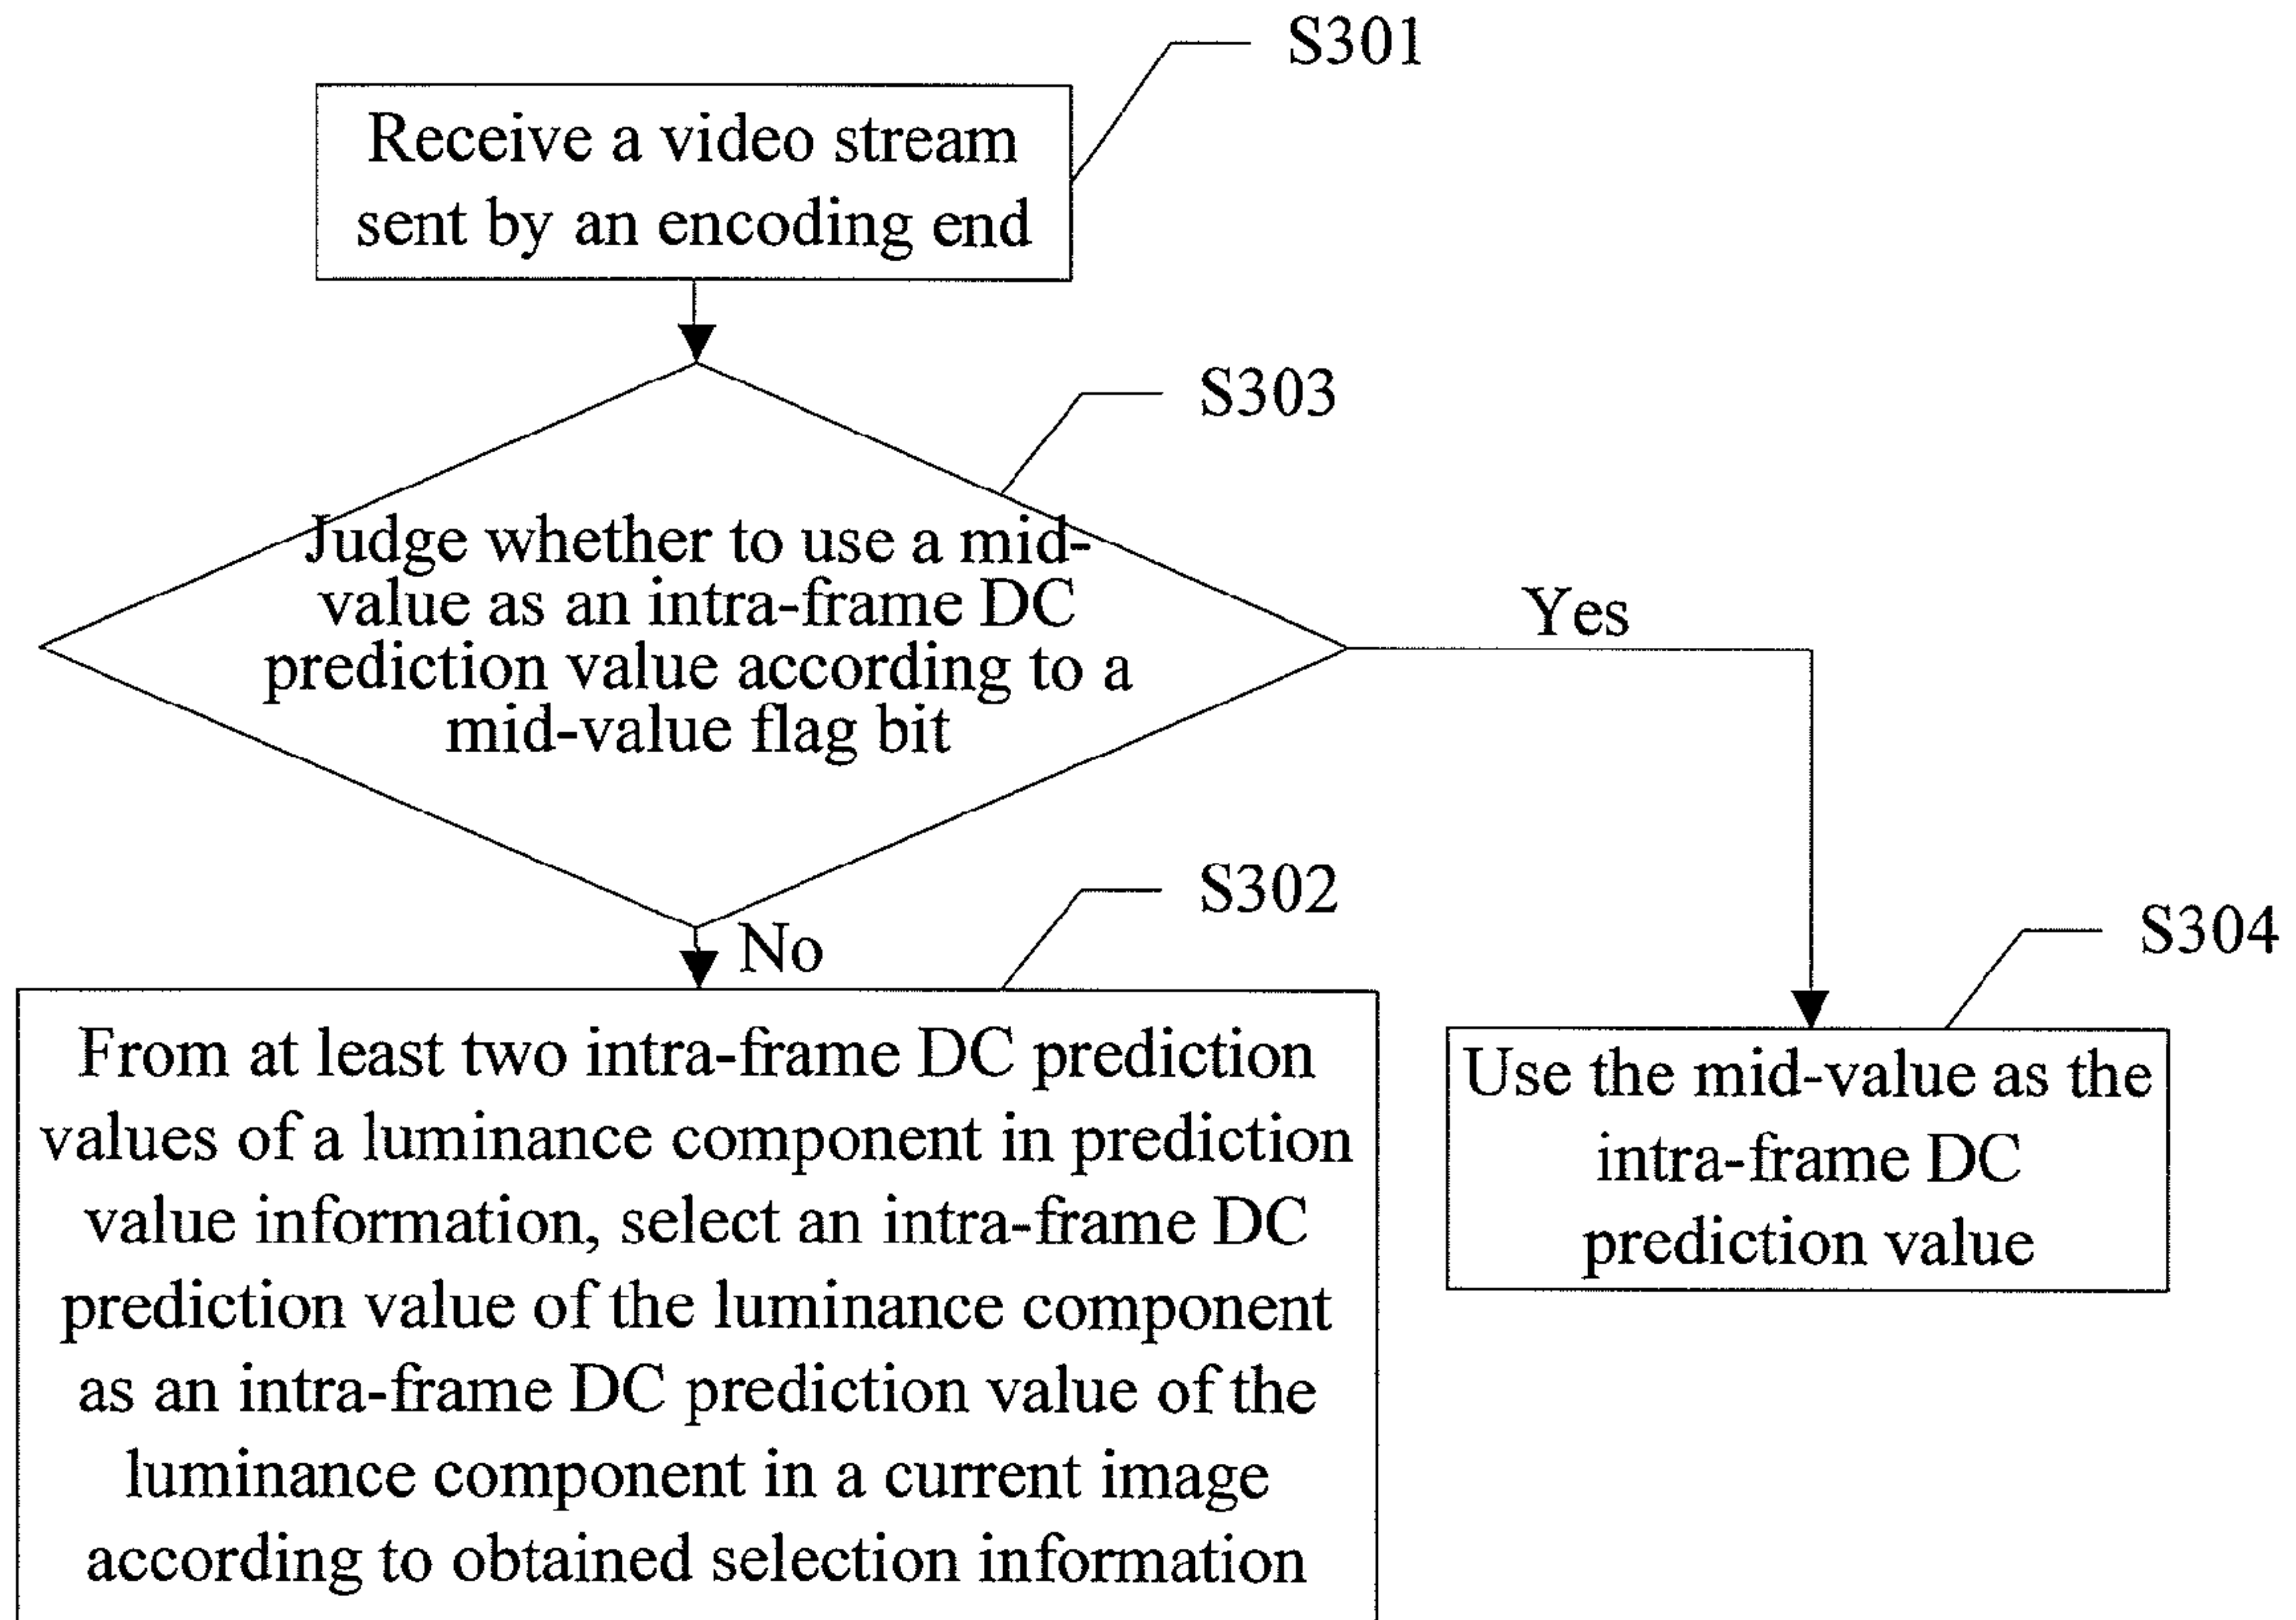 S301
Receive a video stream
sent by an encoding end
S303
Judge whether to use a mid-
value as an intra-frame DC
prediction value according to a
mid-value flag bit
Yes
No
S302
From at least two intra-frame DC prediction
values of a luminance component in prediction
value information, select an intra-frame DC
prediction value of the luminance component
as an intra-frame DC prediction value of the
luminance component in a current image
according to obtained selection information
S304
Use the mid-value as the
intra-frame DC
prediction value